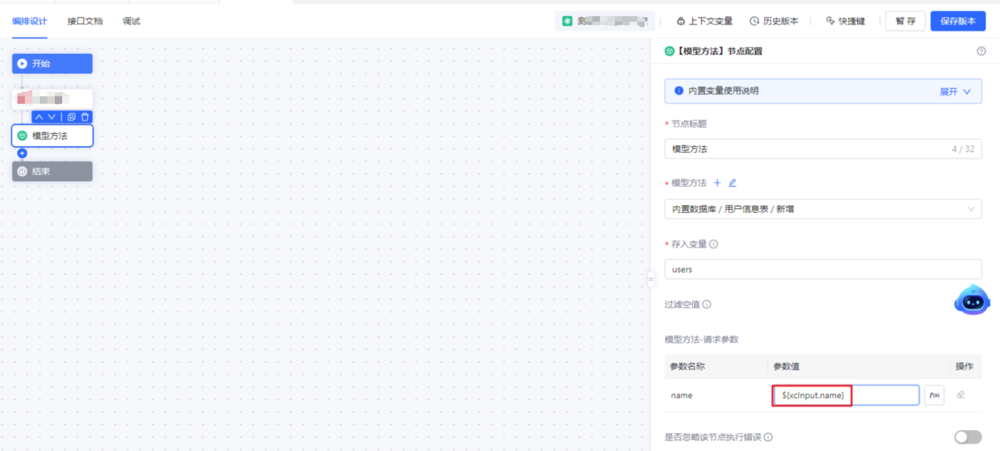 编排设计 接口文档 调试 测 上下文变量 历史版本 快捷键 暂 存 保存版本
开始
模型方法
结束
【模型方法】节点配置
内置变量使用说明 展开
* 节点标题
模型方法 4 / 32
* 模型方法
内置数据库 / 用户信息表 / 新增
* 存入变量
users
过滤空值
模型方法-请求参数
参数名称 参数值 操作
name ${xcInput.name} f(x)
是否忽略该节点执行错误